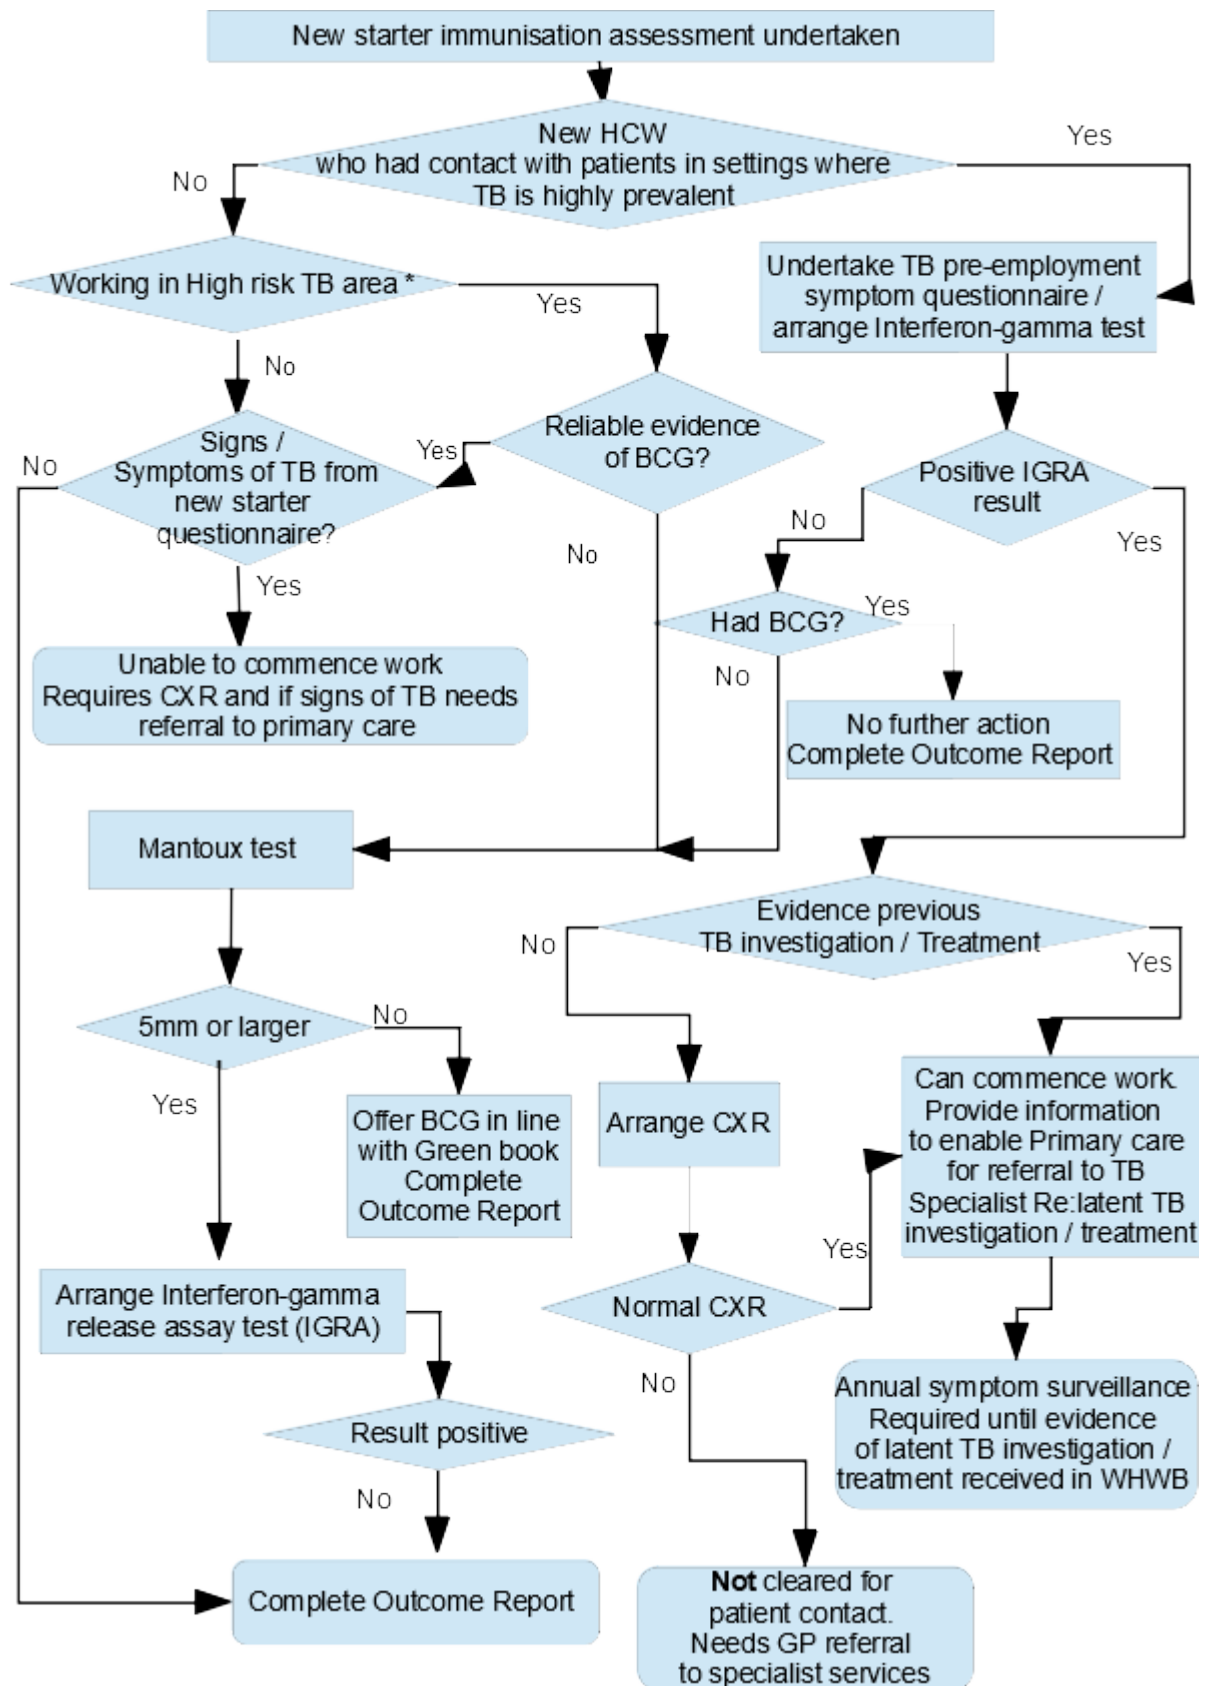 New starter immunisation assessment undertaken
New HCW
who had contact with patients in settings where
TB is highly prevalent
Yes
No
Working in High risk TB area *
Yes
No
Undertake TB pre-employment
symptom questionnaire /
arrange Interferon-gamma test
Reliable evidence
of BCG?
Yes
No
Signs /
Symptoms of TB from
new starter
questionnaire?
No
Yes
Positive IGRA
result
No
Yes
Had BCG?
Yes
No
Unable to commence work
Requires CXR and if signs of TB needs
referral to primary care
No further action
Complete Outcome Report
Mantoux test
Evidence previous
TB investigation / Treatment
No
Yes
5mm or larger
No
Yes
Offer BCG in line
with Green book
Complete
Outcome Report
Arrange CXR
Can commence work.
Provide information
to enable Primary care
for referral to TB
Specialist Re:latent TB
investigation / treatment
Yes
Normal CXR
No
Arrange Interferon-gamma
release assay test (IGRA)
Result positive
No
Annual symptom surveillance
Required until evidence
of latent TB investigation /
treatment received in WHWB
Complete Outcome Report
Not cleared for
patient contact.
Needs GP referral
to specialist services